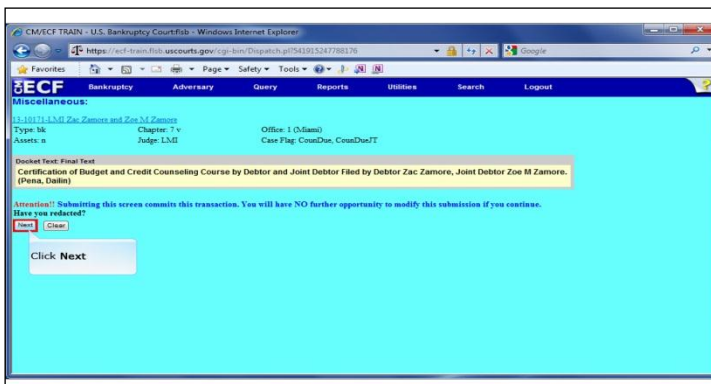 CM/ECF TRAIN - U.S. Bankruptcy Court:flsb - Windows Internet Explorer
https://ecf-train.flsb.uscourts.gov/cgi-bin/Dispatch.pl?541915247788176
Google
Favorites Page Safety Tools
ECF Bankruptcy Adversary Query Reports Utilities Search Logout ?
Miscellaneous:
13-10171-LMI Zac Zamore and Zoe M Zamore
Type: bk Chapter: 7 v Office: 1 (Miami)
Assets: n Judge: LMI Case Flag: CounDue, CounDueJT
Docket Text: Final Text
Certification of Budget and Credit Counseling Course by Debtor and Joint Debtor Filed by Debtor Zac Zamore, Joint Debtor Zoe M Zamore.
(Pena, Dailin)
Attention!! Submitting this screen commits this transaction. You will have NO further opportunity to modify this submission if you continue.
Have you redacted?
Next Clear
Click Next